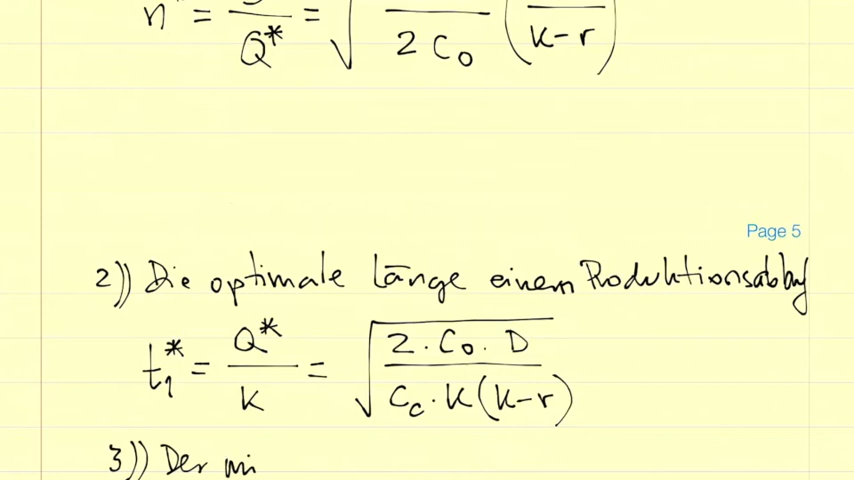 n* = / Q* = √ 2 C₀ ( k-r )
Page 5
2)) Die optimale Länge einem Produktionsablauf
t₁* = Q* / k = √ 2 · C₀ · D / C_c · k (k-r)
3)) Der mi